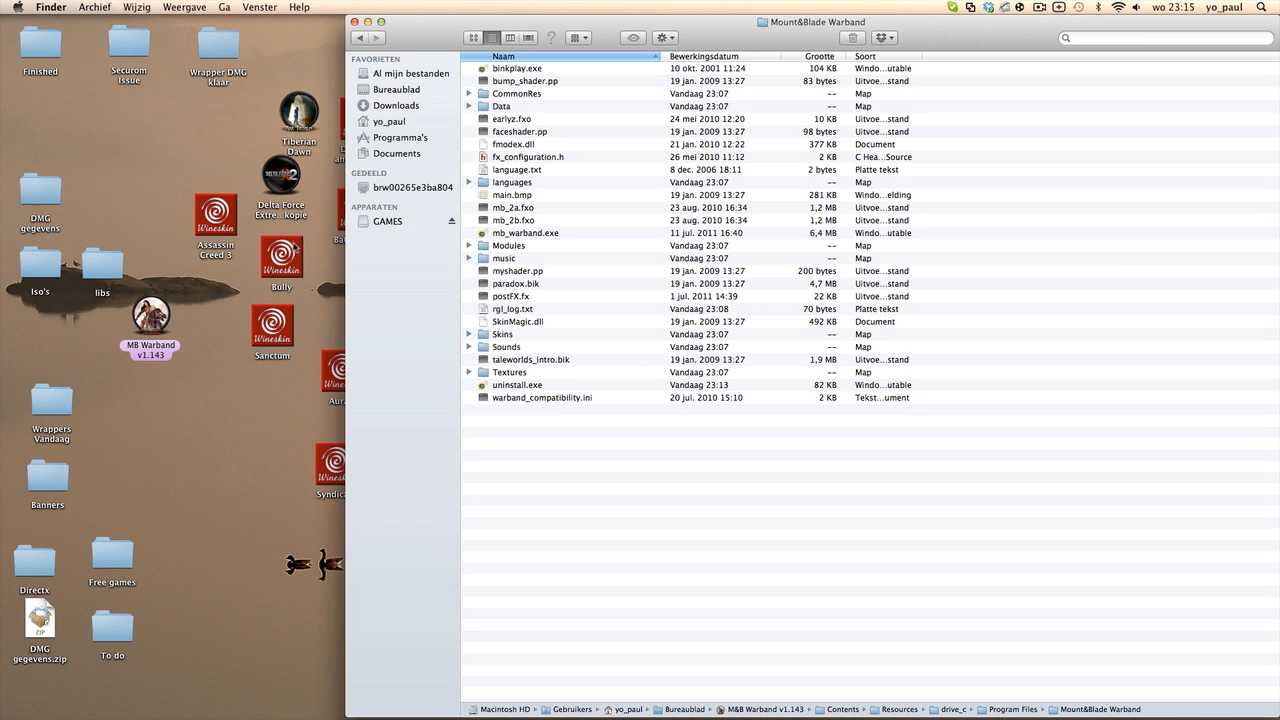 Finder Archief Wijzig Weergave Ga Venster Help wo 23:15 yo_paul
Mount&Blade Warband
Finished
Securom
Issue
Wrapper DMG
klaar
Tiberian
Dawn
DMG
gegevens
Delta Force
Extre...kopie
Wineskin
Assassin
Creed 3
Wineskin
Bully
Iso's
libs
MB Warband
v1.143
Wineskin
Sanctum
Wrappers
Vandaag
Banners
Directx
Free games
ZIP
DMG
gegevens.zip
To do
FAVORIETEN
Al mijn bestanden
Bureaublad
Downloads
yo_paul
Programma's
Documents
GEDEELD
brw00265e3ba804
APPARATEN
GAMES
Naam Bewerkingsdatum Grootte Soort
binkplay.exe 10 okt. 2001 11:24 104 KB Windo...utable
bump_shader.pp 19 jan. 2009 13:27 83 bytes Uitvoe...stand
CommonRes Vandaag 23:07 -- Map
Data Vandaag 23:07 -- Map
earlyz.fxo 24 mei 2010 12:20 10 KB Uitvoe...stand
faceshader.pp 19 jan. 2009 13:27 98 bytes Uitvoe...stand
fmodex.dll 21 jan. 2010 12:22 377 KB Document
fx_configuration.h 26 mei 2010 11:12 2 KB C Hea...Source
language.txt 8 dec. 2006 18:11 2 bytes Platte tekst
languages Vandaag 23:07 -- Map
main.bmp 19 jan. 2009 13:27 281 KB Windo...elding
mb_2a.fxo 23 aug. 2010 16:34 1,2 MB Uitvoe...stand
mb_2b.fxo 23 aug. 2010 16:34 1,2 MB Uitvoe...stand
mb_warband.exe 11 jul. 2011 16:40 6,4 MB Windo...utable
Modules Vandaag 23:07 -- Map
music Vandaag 23:07 -- Map
myshader.pp 19 jan. 2009 13:27 200 bytes Uitvoe...stand
paradox.bik 19 jan. 2009 13:27 4,7 MB Uitvoe...stand
postFX.fx 1 jul. 2011 14:39 22 KB Uitvoe...stand
rgl_log.txt Vandaag 23:08 70 bytes Platte tekst
SkinMagic.dll 19 jan. 2009 13:27 492 KB Document
Skins Vandaag 23:07 -- Map
Sounds Vandaag 23:07 -- Map
taleworlds_intro.bik 19 jan. 2009 13:27 1,9 MB Uitvoe...stand
Textures Vandaag 23:07 -- Map
uninstall.exe Vandaag 23:13 82 KB Windo...utable
warband_compatibility.ini 20 jul. 2010 15:10 2 KB Tekst...ument
Macintosh HD Gebruikers yo_paul Bureaublad M&B Warband v1.143 Contents Resources drive_c Program Files Mount&Blade Warband